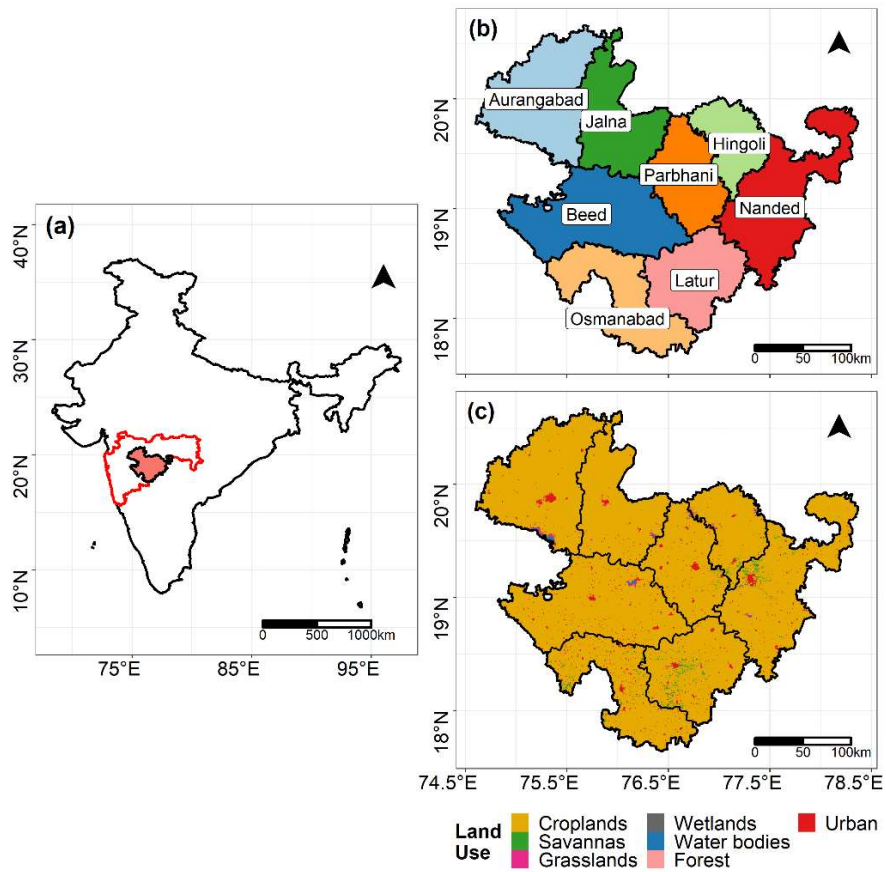 (a)
40°N
30°N
20°N
10°N
0 500 1000km
75°E 85°E 95°E
(b)
Aurangabad
Jalna
Hingoli
Parbhani
Beed
Nanded
Latur
Osmanabad
20°N
19°N
18°N
0 50 100km
(c)
20°N
19°N
18°N
0 50 100km
74.5°E 75.5°E 76.5°E 77.5°E 78.5°E
Land Use
Croplands Wetlands Urban
Savannas Water bodies
Grasslands Forest